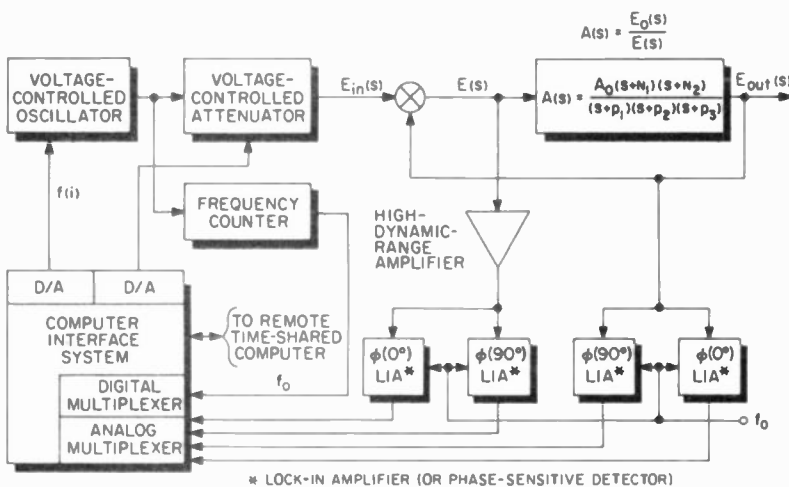 A(s) = E₀(s) / E(s)
VOLTAGE-
CONTROLLED
OSCILLATOR
VOLTAGE-
CONTROLLED
ATTENUATOR
Ein(s)
E(s)
A(s) = A₀(s+N₁)(s+N₂) / (s+p₁)(s+p₂)(s+p₃)
Eout(s)
f(i)
FREQUENCY
COUNTER
HIGH-
DYNAMIC-
RANGE
AMPLIFIER
D/A
D/A
COMPUTER
INTERFACE
SYSTEM
TO REMOTE
TIME-SHARED
COMPUTER
f₀
DIGITAL
MULTIPLEXER
ANALOG
MULTIPLEXER
φ(0°)
LIA*
φ(90°)
LIA*
φ(90°)
LIA*
φ(0°)
LIA*
f₀
* LOCK-IN AMPLIFIER (OR PHASE-SENSITIVE DETECTOR)